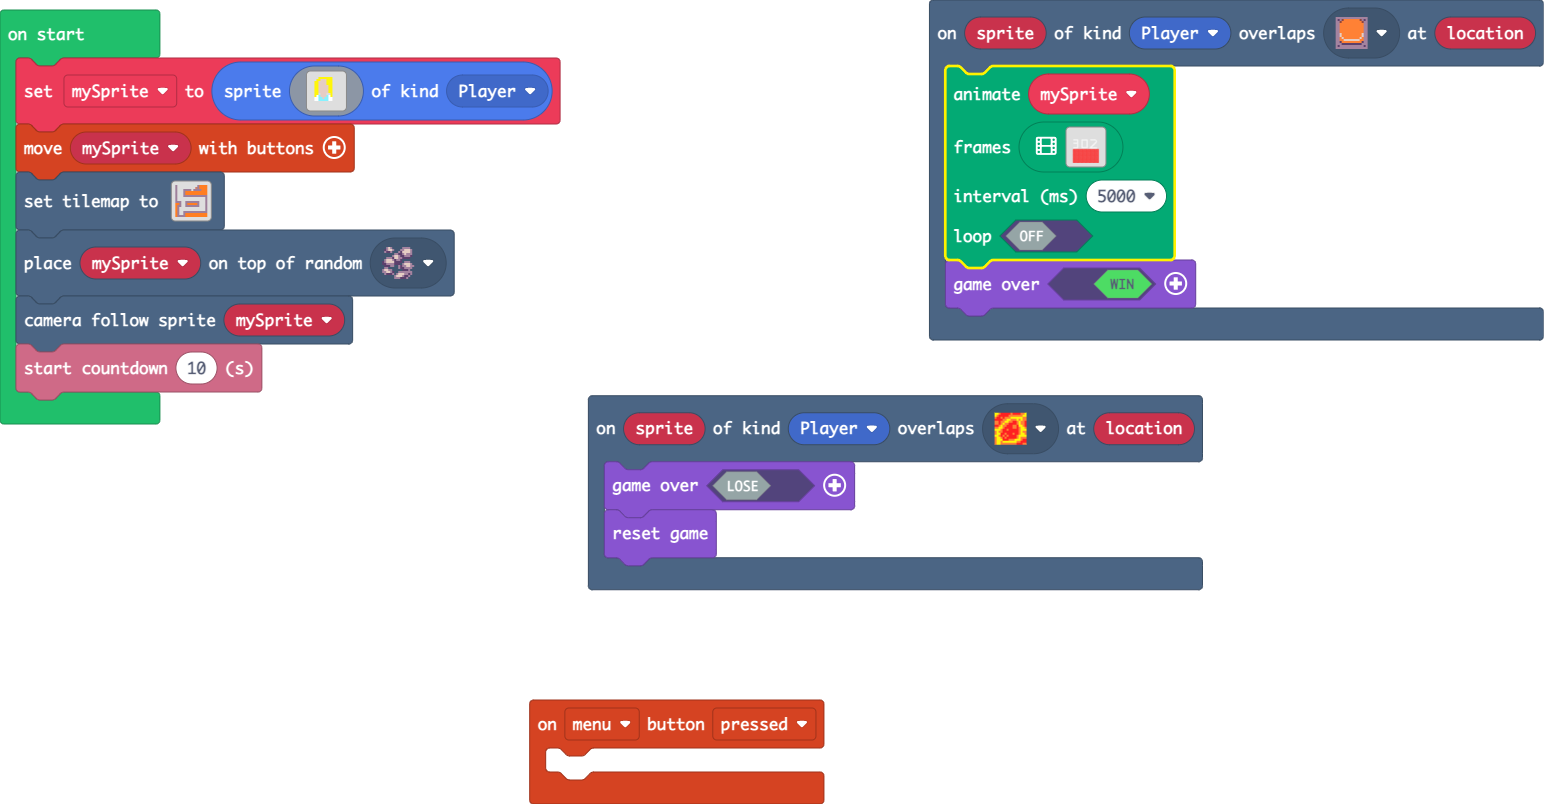 on start
set mySprite to sprite of kind Player
move mySprite with buttons
set tilemap to
place mySprite on top of random
camera follow sprite mySprite
start countdown 10 (s)
on sprite of kind Player overlaps at location
animate mySprite
frames 302
interval (ms) 5000
loop OFF
game over WIN
on sprite of kind Player overlaps at location
game over LOSE
reset game
on menu button pressed